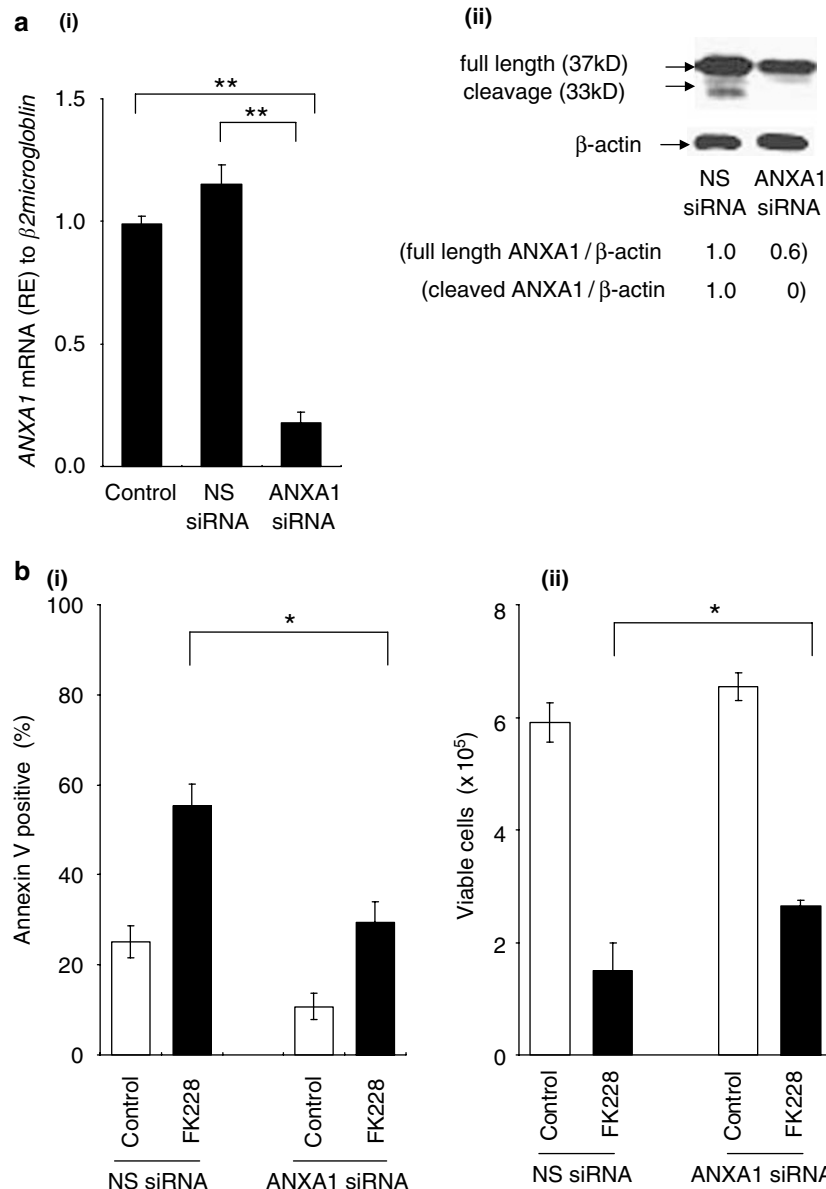 a (i)
**
**
1.5
1.0
0.5
0.0
ANXA1 mRNA (RE) to β2microgloblin
Control
NS siRNA
ANXA1 siRNA
(ii)
full length (37kD)
cleavage (33kD)
β-actin
NS siRNA
ANXA1 siRNA
(full length ANXA1/β-actin 1.0 0.6)
(cleaved ANXA1/β-actin 1.0 0)
b (i)
*
100
80
60
40
20
0
Annexin V positive (%)
Control
FK228
Control
FK228
NS siRNA
ANXA1 siRNA
(ii)
*
8
6
4
2
0
Viable cells (x 10⁵)
Control
FK228
Control
FK228
NS siRNA
ANXA1 siRNA